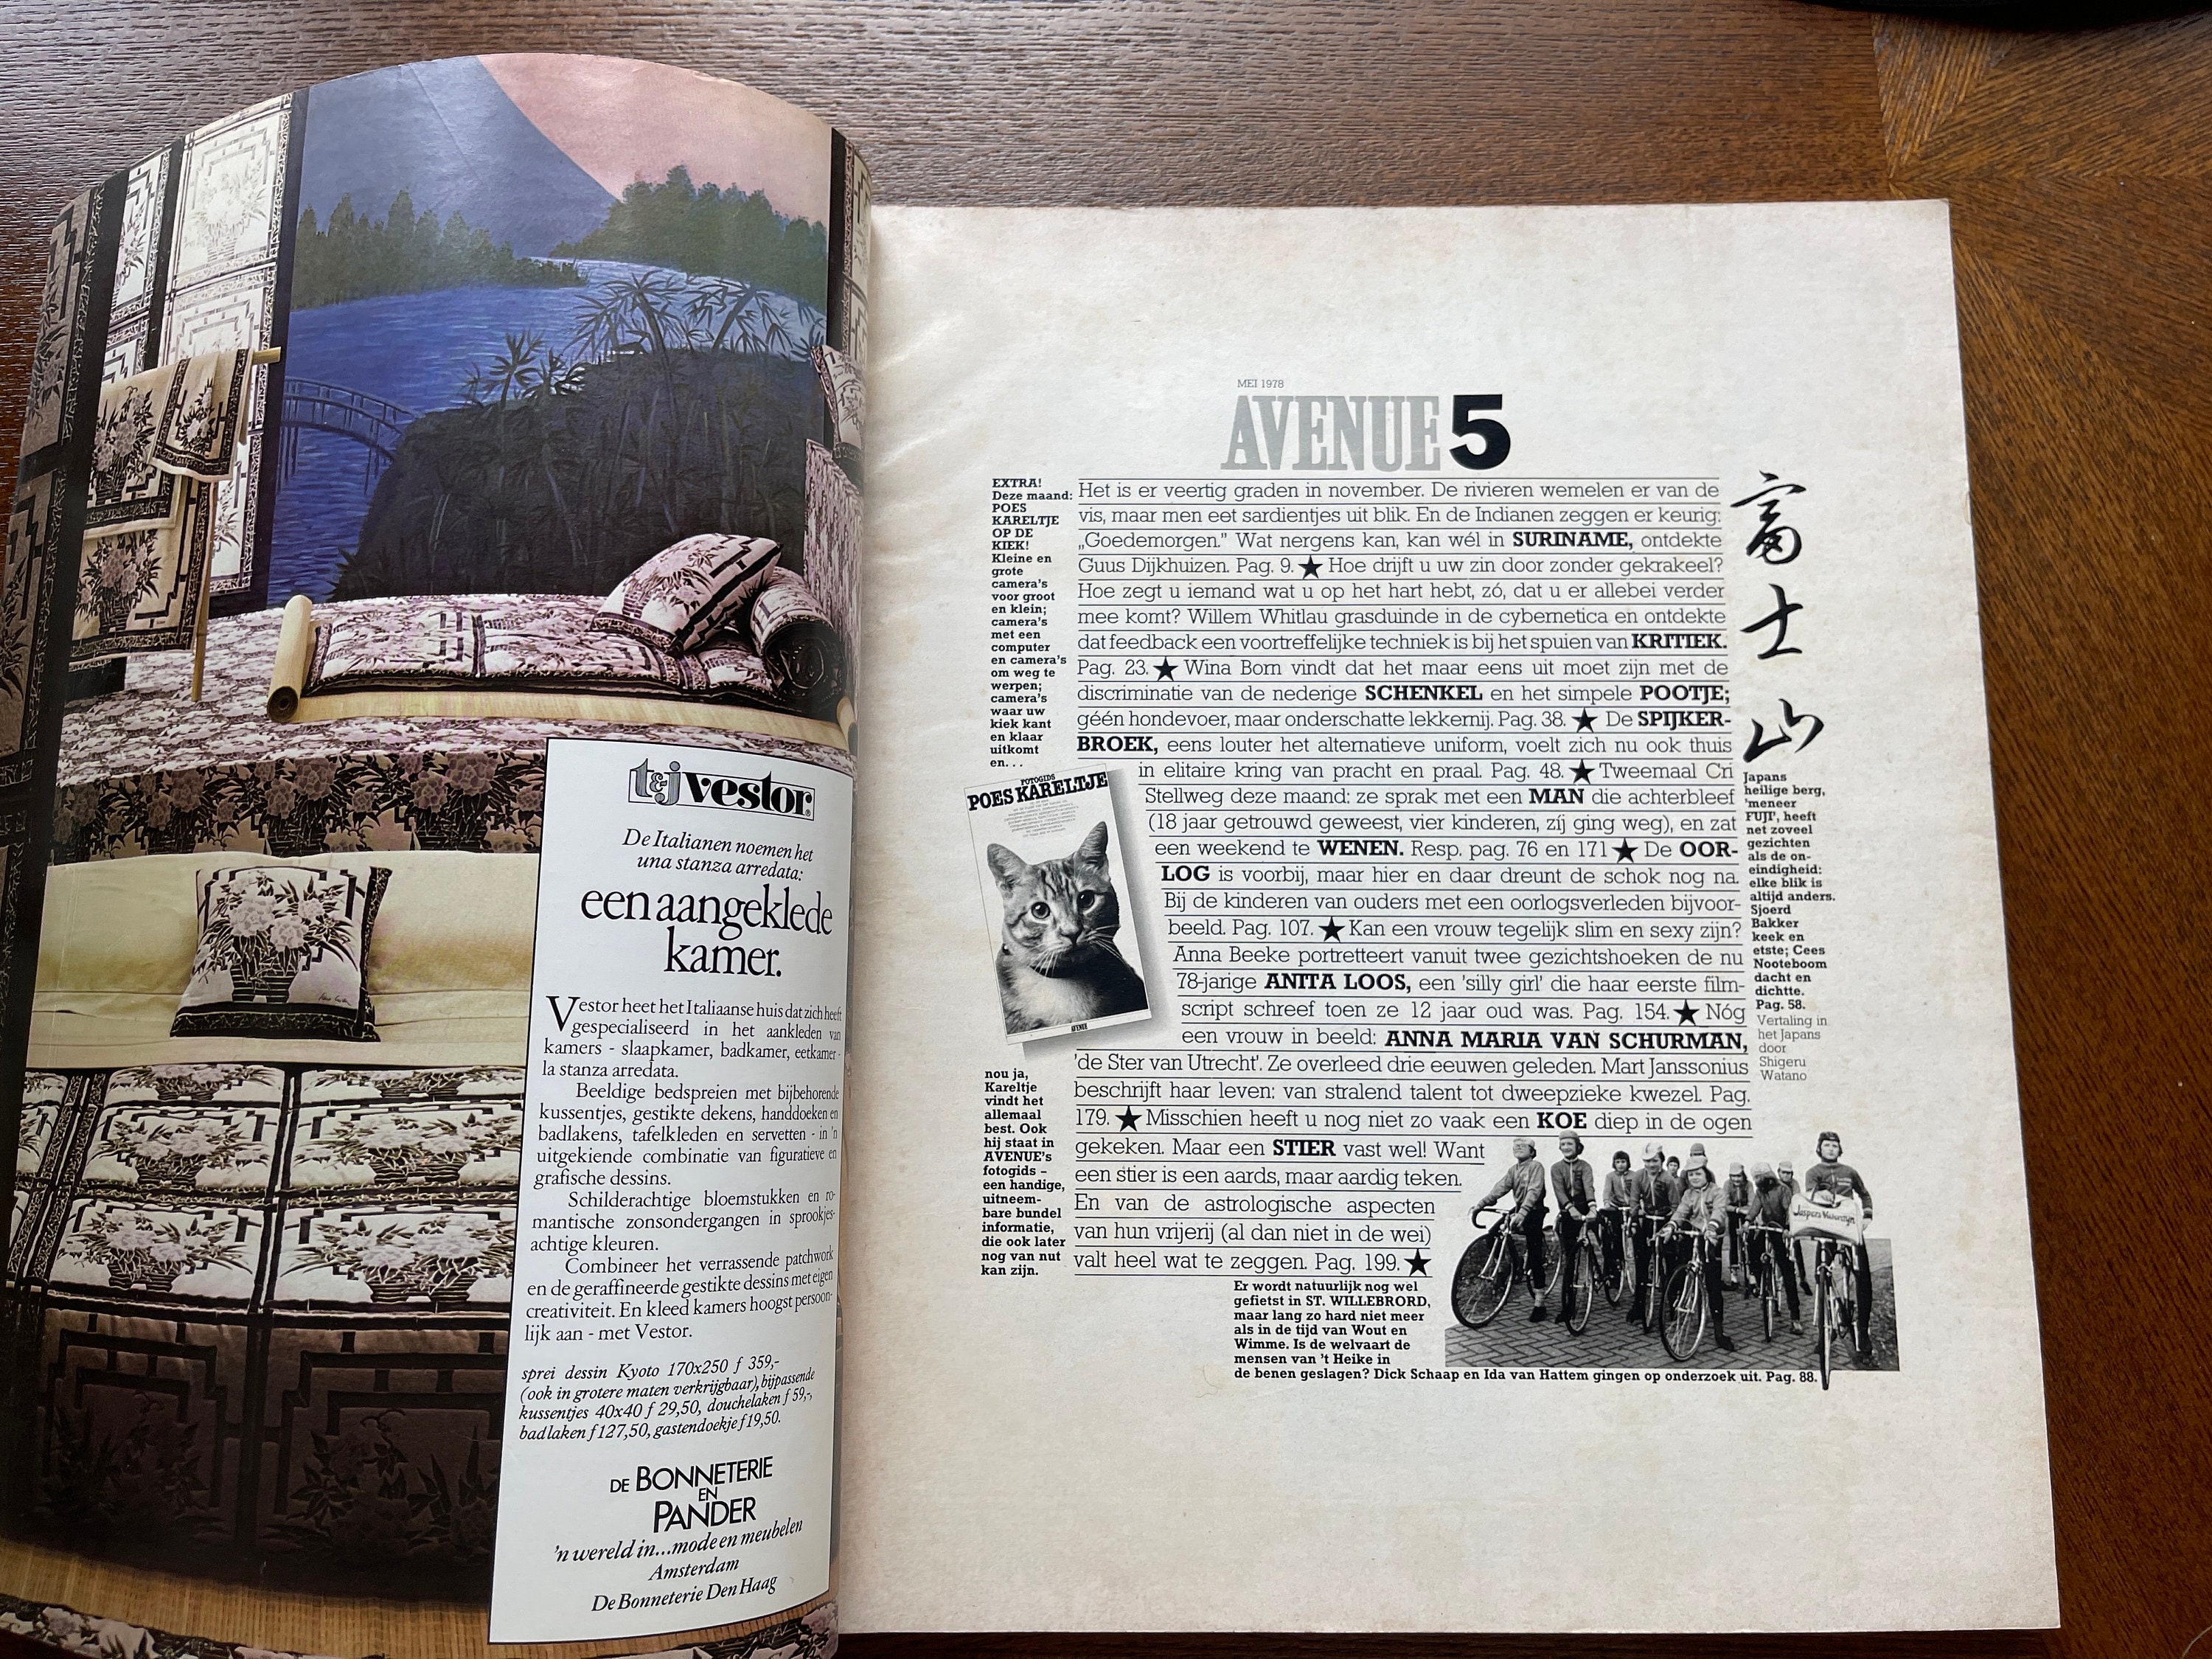 t&j vestor
De Italianen noemen het
una stanza arredata:
een aangeklede
kamer.
Vestor heet het Italiaanse huis dat zich heeft
gespecialiseerd in het aankleden van
kamers - slaapkamer, badkamer, eetkamer -
la stanza arredata.
Beeldige bedspreien met bijbehorende
kussentjes, gestikte dekens, handdoeken en
badlakens, tafelkleden en servetten - in 'n
uitgekiende combinatie van figuratieve en
grafische dessins.
Schilderachtige bloemstukken en ro-
mantische zonsondergangen in sprookjes-
achtige kleuren.
Combineer het verrassende patchwork
en de geraffineerde gestikte dessins met eigen
creativiteit. En kleed kamers hoogst persoon-
lijk aan - met Vestor.
sprei dessin Kyoto 170x250 f 359,-
(ook in grotere maten verkrijgbaar), bijpassende
kussentjes 40x40 f 29,50, douchelaken f 59,-,
badlaken f 127,50, gastendoekje f 19,50.
DE BONNETERIE
EN
PANDER
'n wereld in...mode en meubelen
Amsterdam
De Bonneterie Den Haag
MEI 1978
AVENUE 5
EXTRA!
Deze maand:
POES
KARELTJE
OP DE
KIEK!
Kleine en
grote
camera's
voor groot
en klein;
camera's
met een
computer
en camera's
om weg te
werpen;
camera's
waar uw
kiek kant
en klaar
uitkomt
en...
FOTOGIDS
POES KARELTJE
AVENUE
nou ja,
Kareltje
vindt het
allemaal
best. Ook
hij staat in
AVENUE's
fotogids –
een handige,
uitneem-
bare bundel
informatie,
die ook later
nog van nut
kan zijn.
Het is er veertig graden in november. De rivieren wemelen er van de
vis, maar men eet sardientjes uit blik. En de Indianen zeggen er keurig:
„Goedemorgen.” Wat nergens kan, kan wél in SURINAME, ontdekte
Guus Dijkhuizen. Pag. 9. ★ Hoe drijft u uw zin door zonder gekrakeel?
Hoe zegt u iemand wat u op het hart hebt, zó, dat u er allebei verder
mee komt? Willem Whitlau grasduinde in de cybernetica en ontdekte
dat feedback een voortreffelijke techniek is bij het spuien van KRITIEK.
Pag. 23. ★ Wina Born vindt dat het maar eens uit moet zijn met de
discriminatie van de nederige SCHENKEL en het simpele POOTJE;
géén hondevoer, maar onderschatte lekkernij. Pag. 38. ★ De SPIJKER-
BROEK, eens louter het alternatieve uniform, voelt zich nu ook thuis
in elitaire kring van pracht en praal. Pag. 48. ★ Tweemaal Cri
Stellweg deze maand: ze sprak met een MAN die achterbleef
(18 jaar getrouwd geweest, vier kinderen, zíj ging weg), en zat
een weekend te WENEN. Resp. pag. 76 en 171 ★ De OOR-
LOG is voorbij, maar hier en daar dreunt de schok nog na.
Bij de kinderen van ouders met een oorlogsverleden bijvoor-
beeld. Pag. 107. ★ Kan een vrouw tegelijk slim en sexy zijn?
Anna Beeke portretteert vanuit twee gezichtshoeken de nu
78-jarige ANITA LOOS, een 'silly girl' die haar eerste film-
script schreef toen ze 12 jaar oud was. Pag. 154. ★ Nóg
een vrouw in beeld: ANNA MARIA VAN SCHURMAN,
'de Ster van Utrecht'. Ze overleed drie eeuwen geleden. Mart Janssonius
beschrijft haar leven: van stralend talent tot dweepzieke kwezel. Pag.
179. ★ Misschien heeft u nog niet zo vaak een KOE diep in de ogen
gekeken. Maar een STIER vast wel! Want
een stier is een aards, maar aardig teken.
En van de astrologische aspecten
van hun vrijerij (al dan niet in de wei)
valt heel wat te zeggen. Pag. 199. ★
富
士
山
Japans
heilige berg,
'meneer
FUJI', heeft
net zoveel
gezichten
als de on-
eindigheid:
elke blik is
altijd anders.
Sjoerd
Bakker
keek en
etste; Cees
Nooteboom
dacht en
dichtte.
Pag. 58.
Vertaling in
het Japans
door
Shigeru
Watano
Er wordt natuurlijk nog wel
gefietst in ST. WILLEBRORD,
maar lang zo hard niet meer
als in de tijd van Wout en
Wimme. Is de welvaart de
mensen van 't Heike in
de benen geslagen? Dick Schaap en Ida van Hattem gingen op onderzoek uit. Pag. 88.